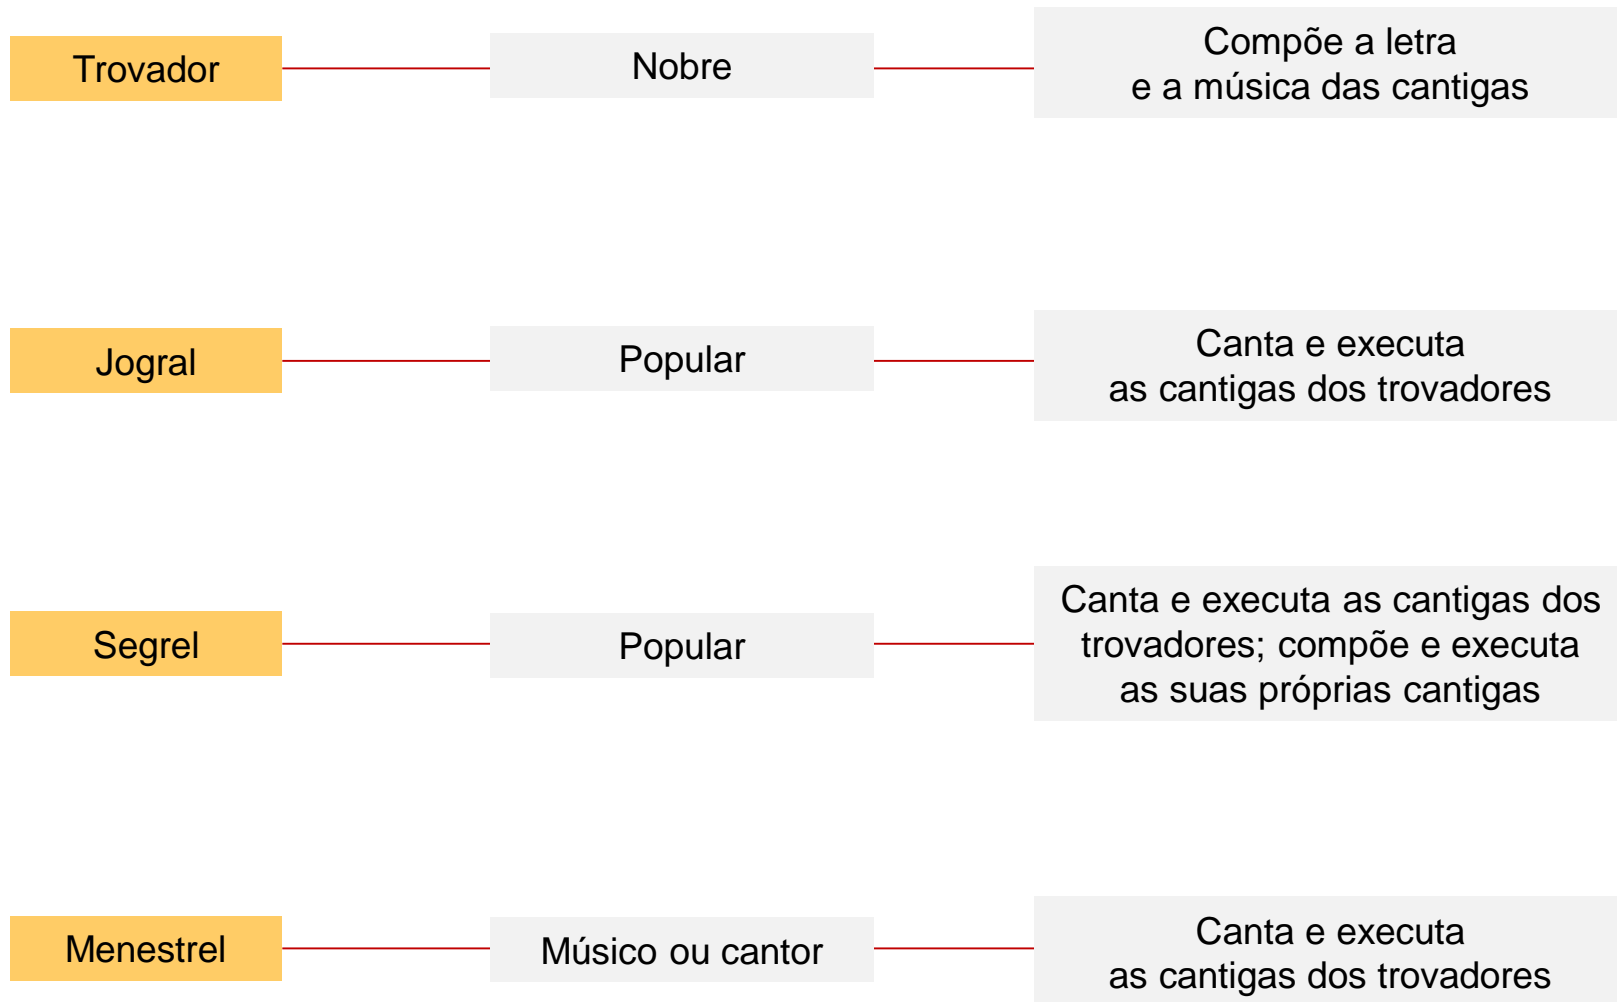 Trovador
Nobre
Compõe a letra
e a música das cantigas
Jogral
Popular
Canta e executa
as cantigas dos trovadores
Segrel
Popular
Canta e executa as cantigas dos
trovadores; compõe e executa
as suas próprias cantigas
Menestrel
Músico ou cantor
Canta e executa
as cantigas dos trovadores